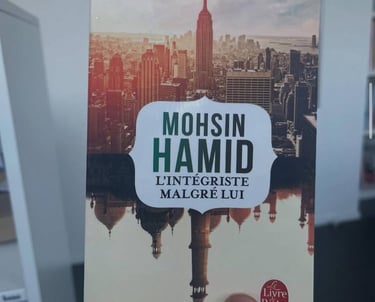 MOHSIN
HAMID
L'INTÉGRISTE
MALGRÉ LUI
Le
Livre